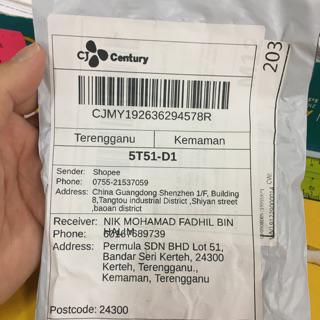 CJ Century
203
CJMY192636294578R
Terengganu Kemaman
5T51-D1
Sender: Shopee
Phone: 0755-21537059
Address: China Guangdong Shenzhen 1/F, Building
8,Tangtou industrial District ,Shiyan street
,baoan district
Receiver: NIK MOHAMAD FADHIL BIN
Phone:
Address: Permula SDN BHD Lot 51,
Bandar Seri Kerteh, 24300
Kerteh, Terengganu.,
Kemaman, Terengganu
Postcode: 24300